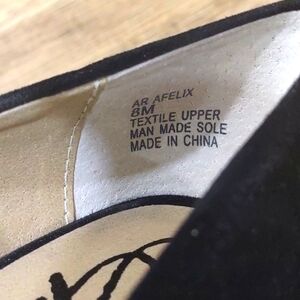 AR AFELIX
8M
TEXTILE UPPER
MAN MADE SOLE
MADE IN CHINA